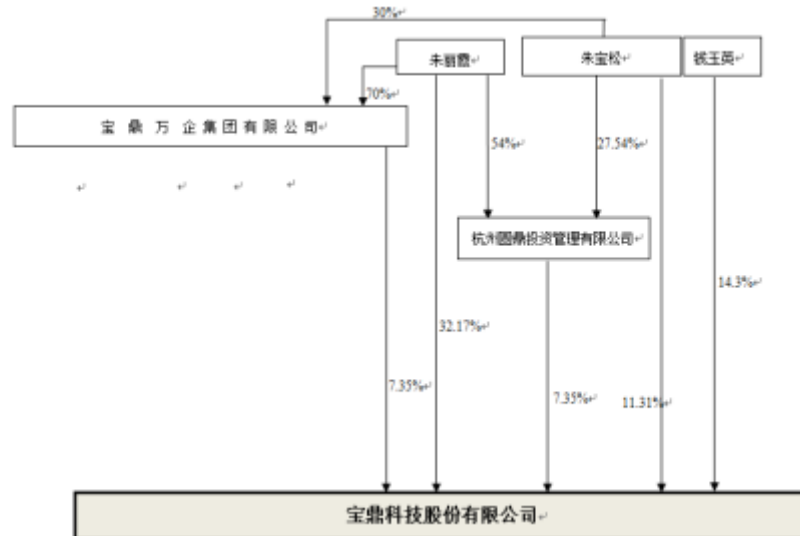 30%
朱丽霞
朱宝松
钱玉英
70%
宝鼎万企集团有限公司
54%
27.54%
杭州圆鼎投资管理有限公司
14.3%
32.17%
7.35%
7.35%
11.31%
宝鼎科技股份有限公司